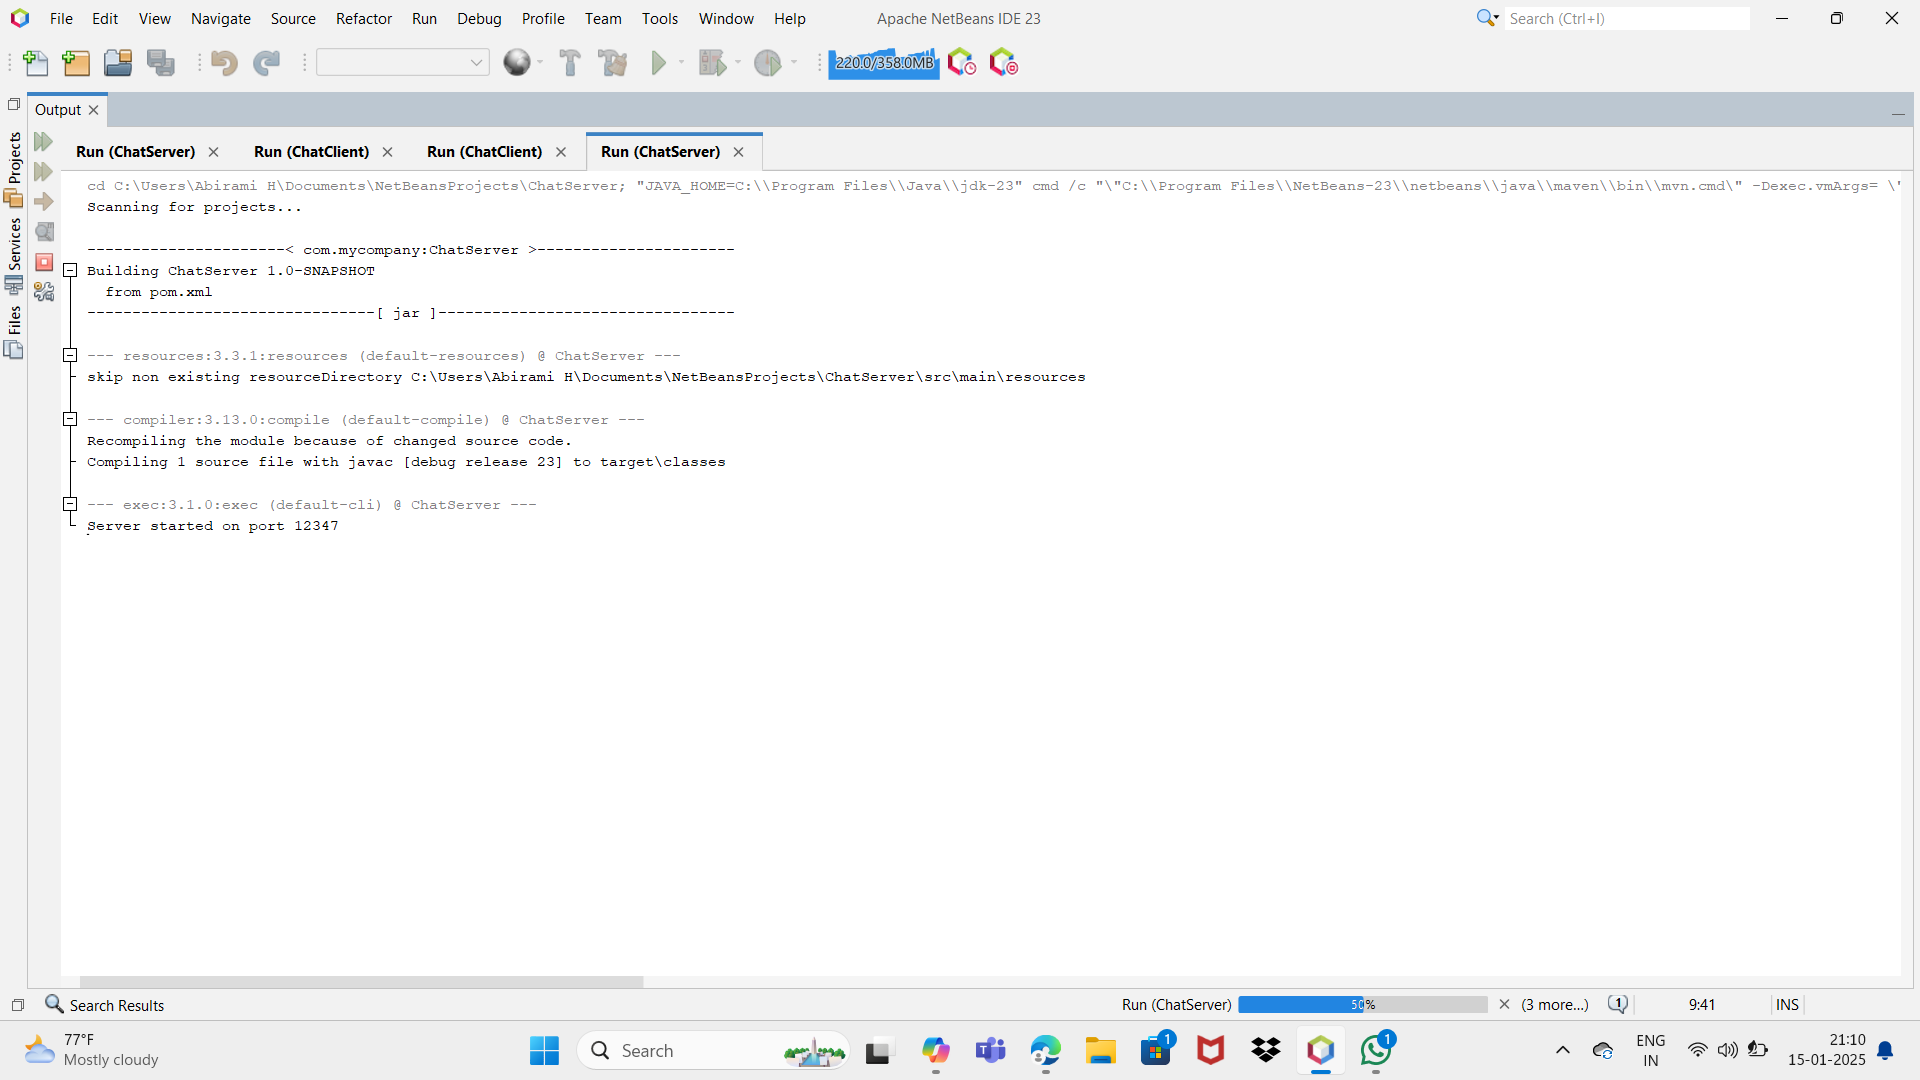 File Edit View Navigate Source Refactor Run Debug Profile Team Tools Window Help Apache NetBeans IDE 23 Search (Ctrl+I)
220.0/358.0MB
Output
Projects
Services
Files
Run (ChatServer) Run (ChatClient) Run (ChatClient) Run (ChatServer)
cd C:\Users\Abirami H\Documents\NetBeansProjects\ChatServer; "JAVA_HOME=C:\\Program Files\\Java\\jdk-23" cmd /c "\"C:\\Program Files\\NetBeans-23\\netbeans\\java\\maven\\bin\\mvn.cmd\" -Dexec.vmArgs= \"
Scanning for projects...
----------------------< com.mycompany:ChatServer >----------------------
Building ChatServer 1.0-SNAPSHOT
from pom.xml
--------------------------------[ jar ]---------------------------------
--- resources:3.3.1:resources (default-resources) @ ChatServer ---
skip non existing resourceDirectory C:\Users\Abirami H\Documents\NetBeansProjects\ChatServer\src\main\resources
--- compiler:3.13.0:compile (default-compile) @ ChatServer ---
Recompiling the module because of changed source code.
Compiling 1 source file with javac [debug release 23] to target\classes
--- exec:3.1.0:exec (default-cli) @ ChatServer ---
Server started on port 12347
Search Results Run (ChatServer) 50% (3 more...) 1 9:41 INS
77°F
Mostly cloudy
Search
1
1
ENG
IN
21:10
15-01-2025